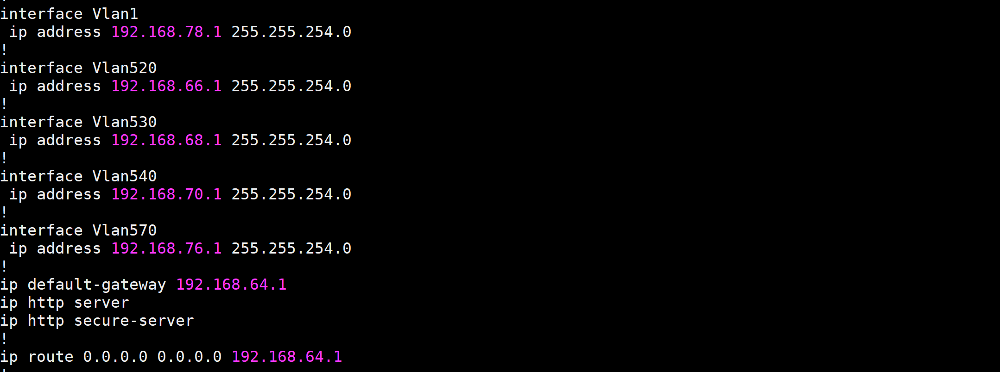 interface Vlan1
 ip address 192.168.78.1 255.255.254.0
!
interface Vlan520
 ip address 192.168.66.1 255.255.254.0
!
interface Vlan530
 ip address 192.168.68.1 255.255.254.0
!
interface Vlan540
 ip address 192.168.70.1 255.255.254.0
!
interface Vlan570
 ip address 192.168.76.1 255.255.254.0
!
ip default-gateway 192.168.64.1
ip http server
ip http secure-server
!
ip route 0.0.0.0 0.0.0.0 192.168.64.1